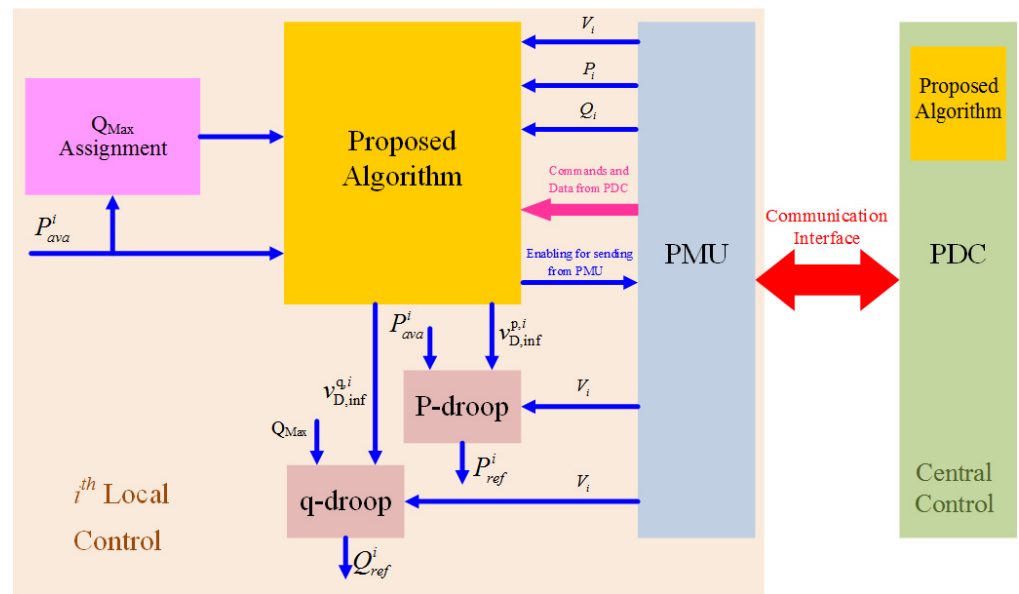 V_i
P_i
Q_i
Q_Max
Assignment
Proposed
Algorithm
Proposed
Algorithm
Commands and
Data from PDC
P^i_ava
Communication
Interface
PMU
PDC
Enabling for sending
from PMU
P^i_ava
v^{p,i}_{D,inf}
v^{q,i}_{D,inf}
P-droop
V_i
Q_Max
P^i_ref
q-droop
V_i
i^th Local
Control
Central
Control
Q^i_ref